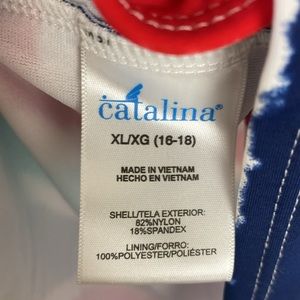 catalina®
XL/XG (16-18)
MADE IN VIETNAM
HECHO EN VIETNAM
SHELL/TELA EXTERIOR:
82%NYLON
18%SPANDEX
LINING/FORRO:
100%POLYESTER/POLIÉSTER